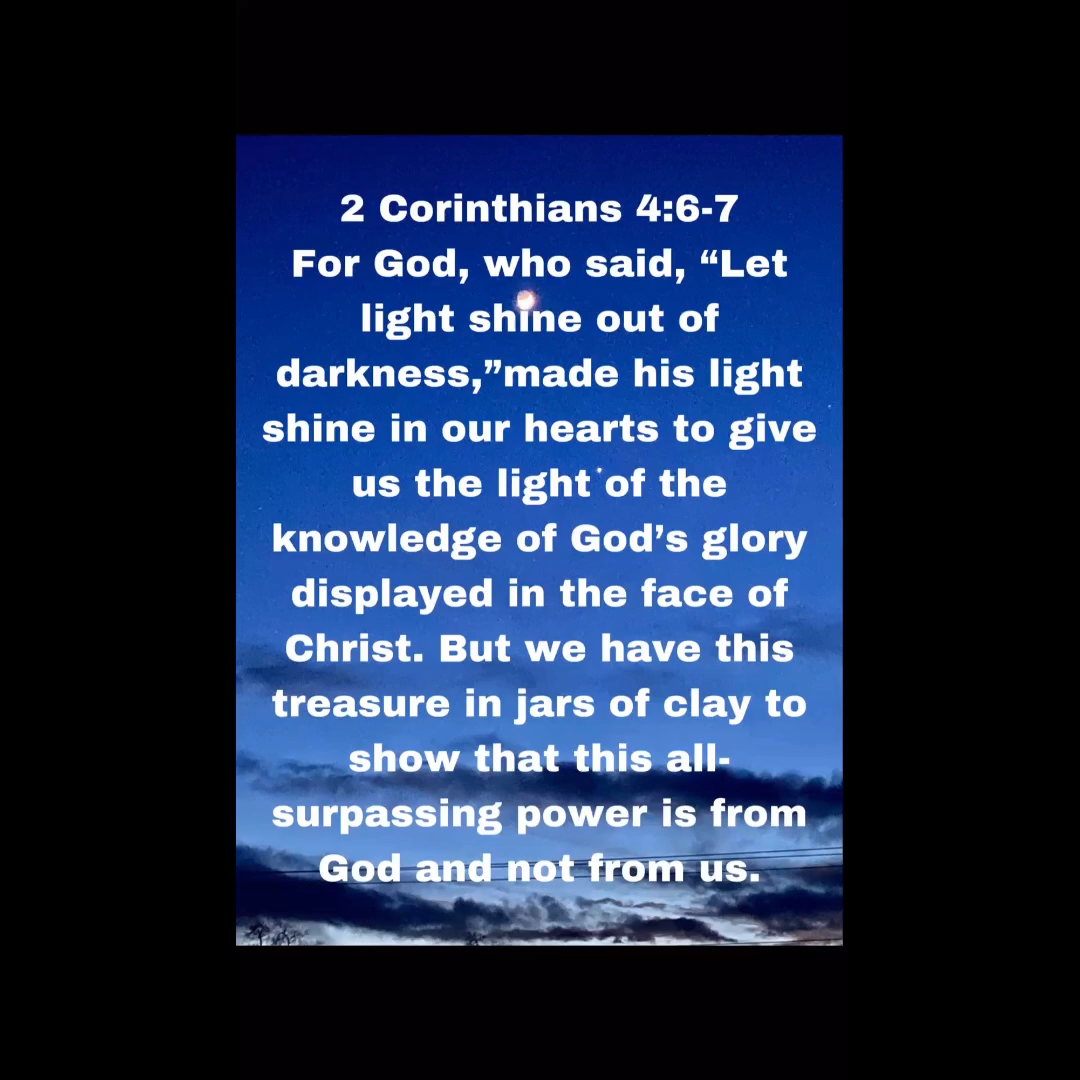 2 Corinthians 4:6-7
For God, who said, “Let
light shine out of
darkness,”made his light
shine in our hearts to give
us the light of the
knowledge of God’s glory
displayed in the face of
Christ. But we have this
treasure in jars of clay to
show that this all-
surpassing power is from
God and not from us.